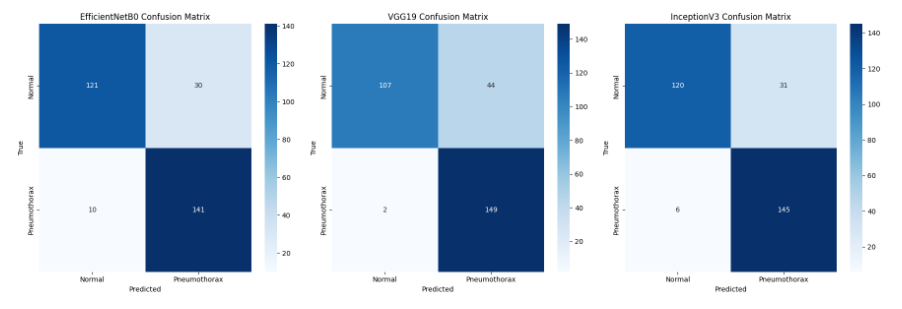 EfficientNetB0 Confusion Matrix
Normal
Pneumothorax
True
121
30
10
141
Normal
Pneumothorax
Predicted
140
120
100
80
60
40
20
VGG19 Confusion Matrix
Normal
Pneumothorax
True
107
44
2
149
Normal
Pneumothorax
Predicted
140
120
100
80
60
40
20
InceptionV3 Confusion Matrix
Normal
Pneumothorax
True
120
31
6
145
Normal
Pneumothorax
Predicted
140
120
100
80
60
40
20